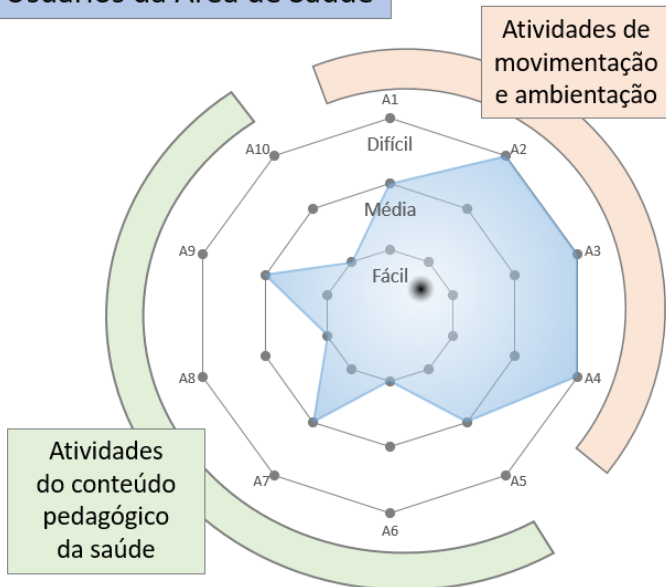 Usuários da Área de Saúde
Atividades de
movimentação
e ambientação
A1
Difícil
A10
A2
Média
A9
A3
Fácil
A8
A4
Atividades
do conteúdo
pedagógico
da saúde
A7
A5
A6